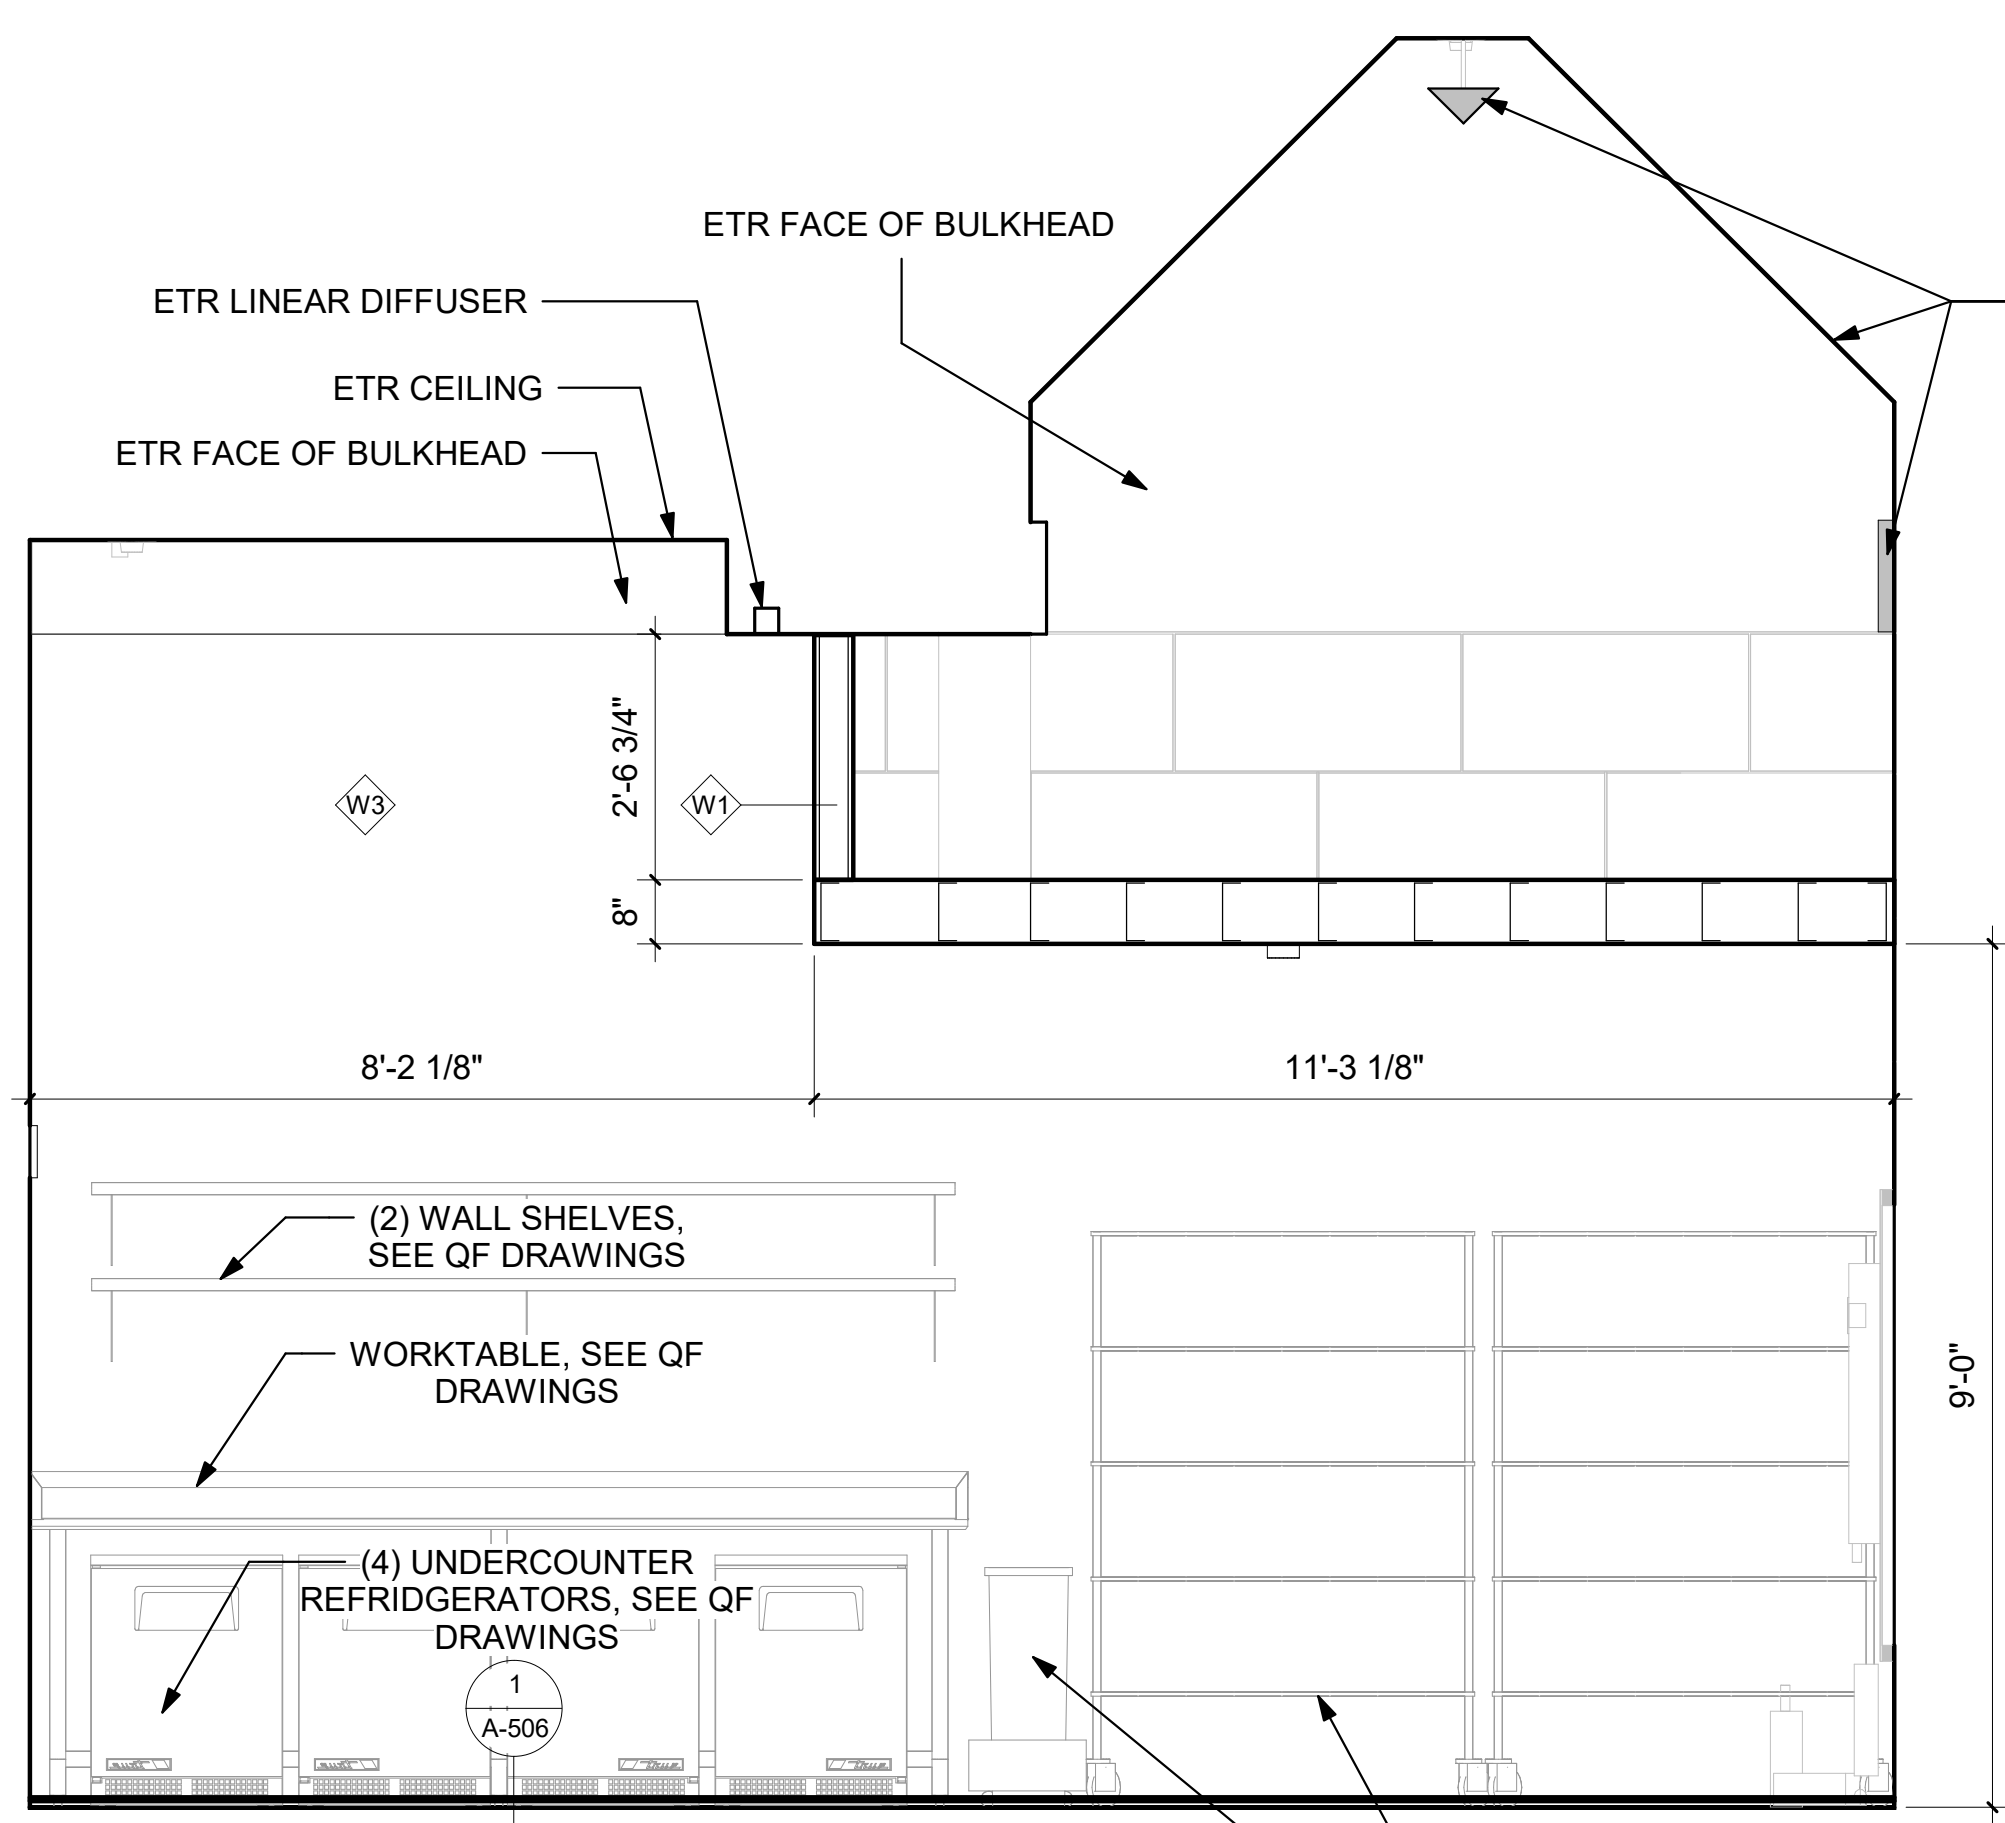 ETR FACE OF BULKHEAD
ETR LINEAR DIFFUSER
ETR CEILING
ETR FACE OF BULKHEAD
2'-6 3/4"
W3
W1
8"
8'-2 1/8"
11'-3 1/8"
(2) WALL SHELVES,
SEE QF DRAWINGS
WORKTABLE, SEE QF
DRAWINGS
9'-0"
(4) UNDERCOUNTER
REFRIDGERATORS, SEE QF
DRAWINGS
1
A-506